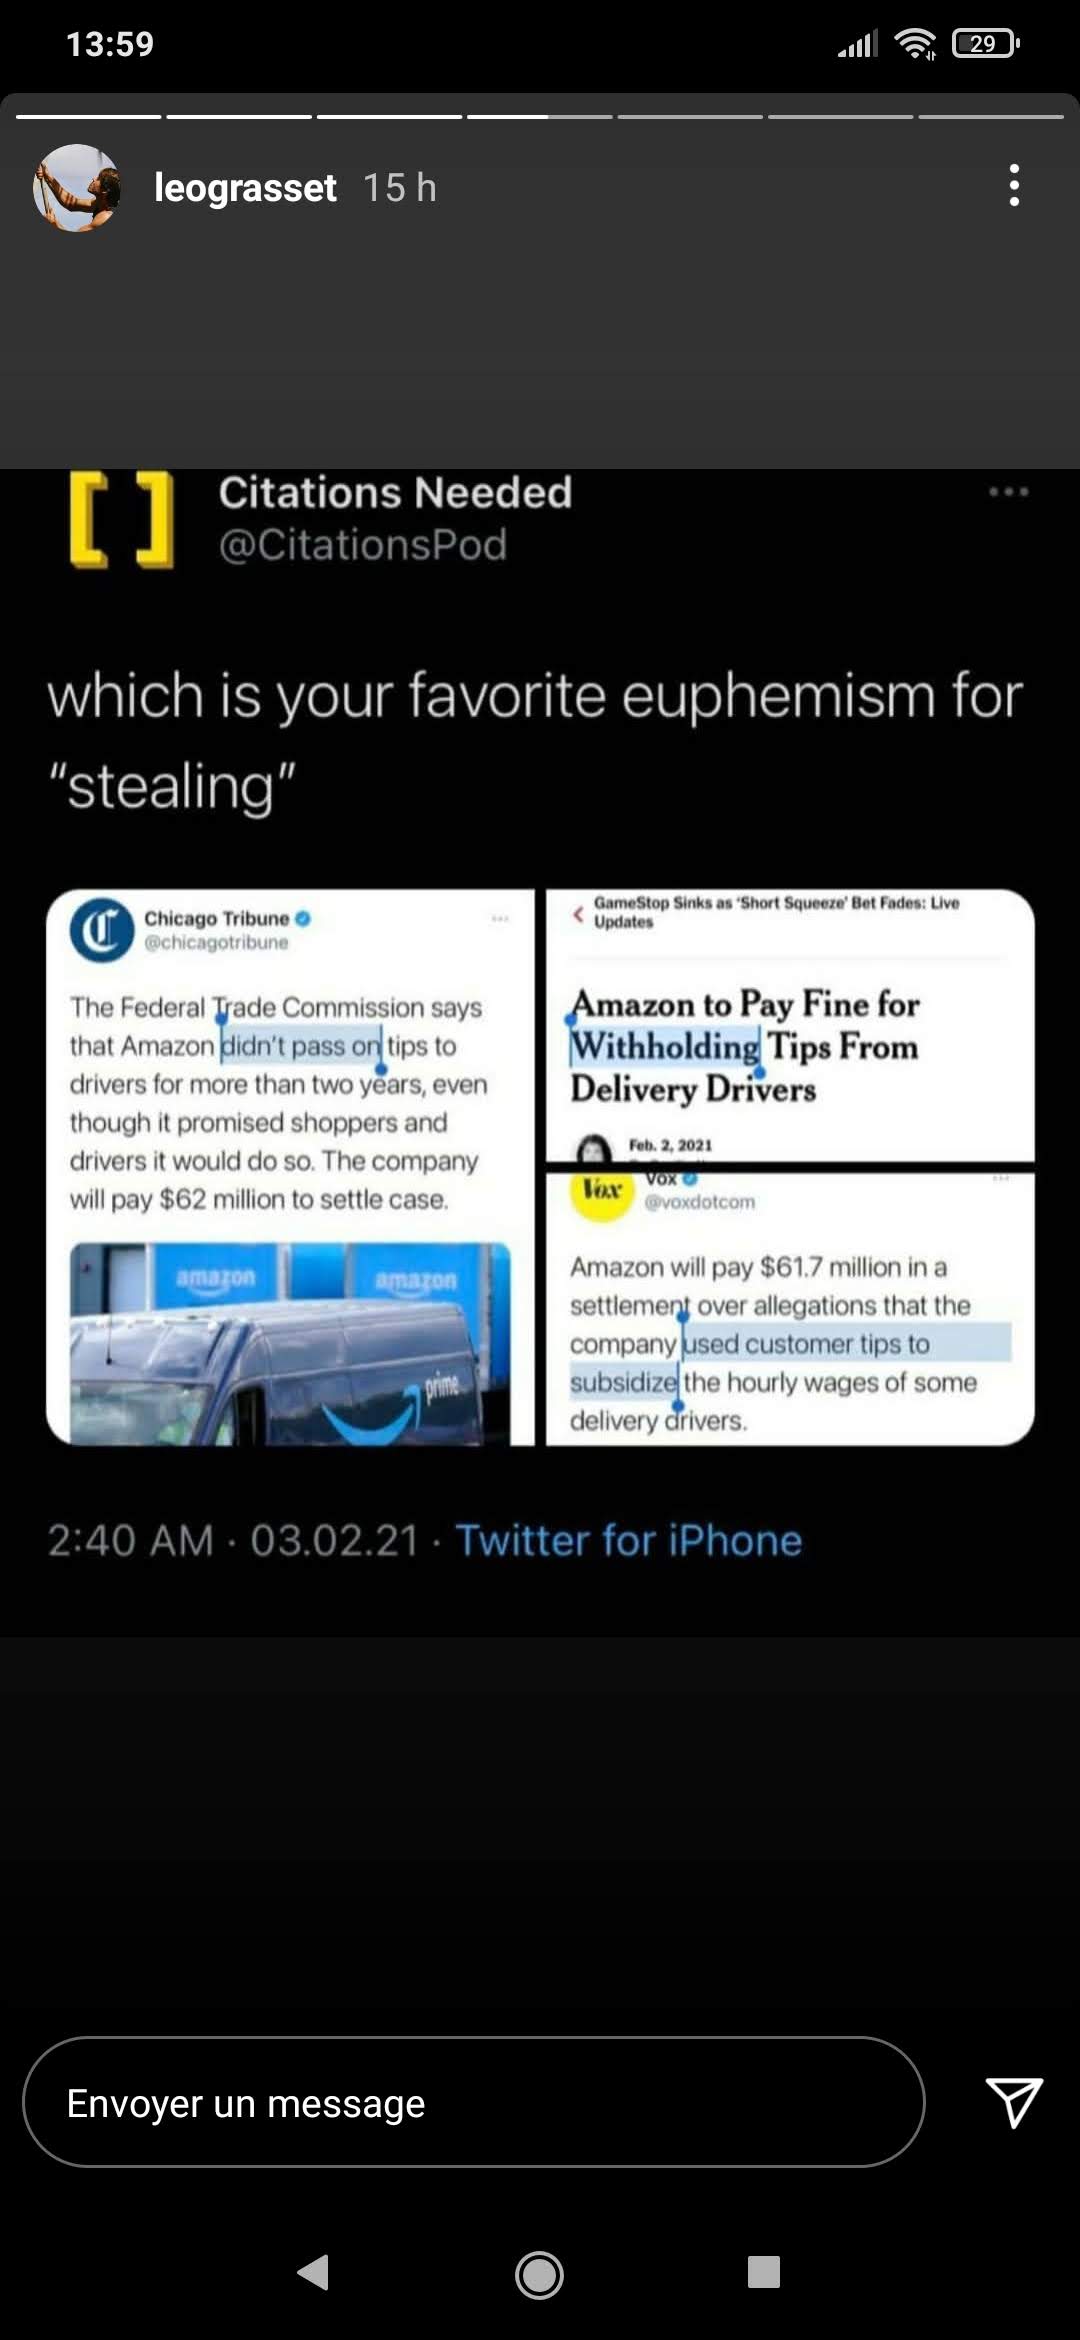 13:59
29
leograsset 15 h
[ ] Citations Needed
@CitationsPod
which is your favorite euphemism for
“stealing”
Chicago Tribune
@chicagotribune
The Federal Trade Commission says
that Amazon didn't pass on tips to
drivers for more than two years, even
though it promised shoppers and
drivers it would do so. The company
will pay $62 million to settle case.
amazon amazon
prime
GameStop Sinks as ‘Short Squeeze’ Bet Fades: Live
Updates
Amazon to Pay Fine for
Withholding Tips From
Delivery Drivers
Feb. 2, 2021
Vox
Vox
@voxdotcom
Amazon will pay $61.7 million in a
settlement over allegations that the
company used customer tips to
subsidize the hourly wages of some
delivery drivers.
2:40 AM · 03.02.21 · Twitter for iPhone
Envoyer un message